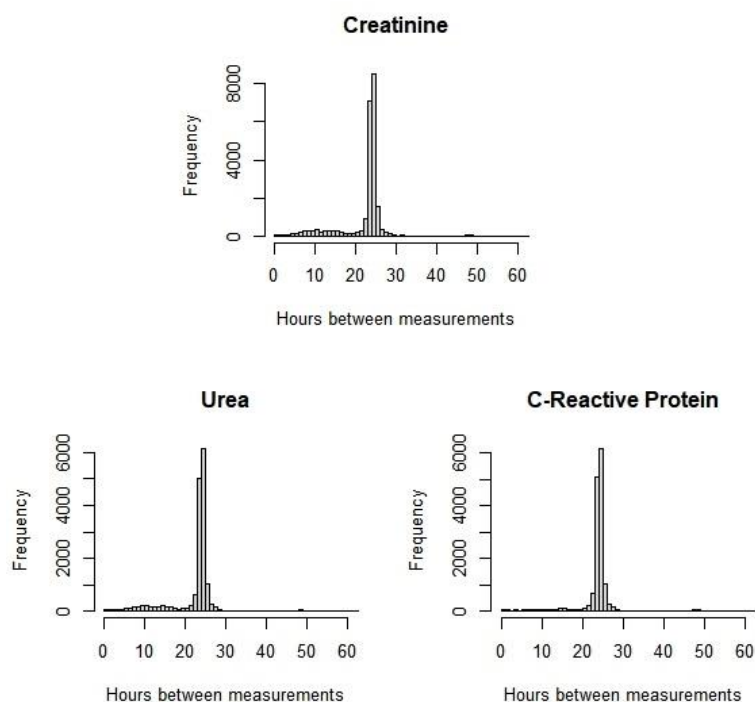 Creatinine
Frequency
8000
4000
0
0 10 20 30 40 50 60
Hours between measurements
Urea
Frequency
6000
4000
2000
0
0 10 20 30 40 50 60
Hours between measurements
C-Reactive Protein
Frequency
6000
4000
2000
0
0 10 20 30 40 50 60
Hours between measurements